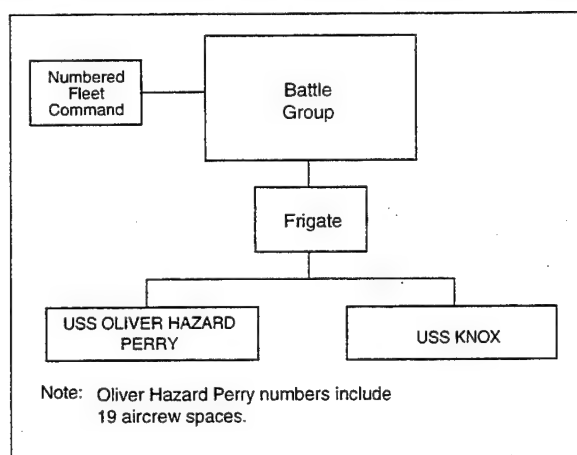 Numbered
Fleet
Command
Battle
Group
Frigate
USS OLIVER HAZARD
PERRY
USS KNOX
Note: Oliver Hazard Perry numbers include
19 aircrew spaces.